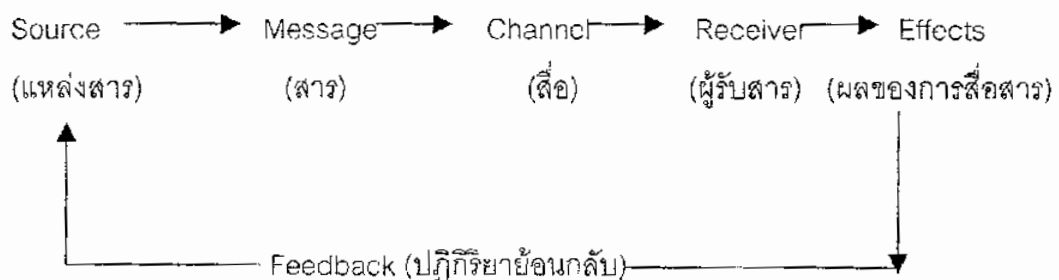 Source Message Channel Receiver Effects
(แหล่งสาร) (สาร) (สื่อ) (ผู้รับสาร) (ผลของการสื่อสาร)
Feedback (ปฏิกิริยาย้อนกลับ)